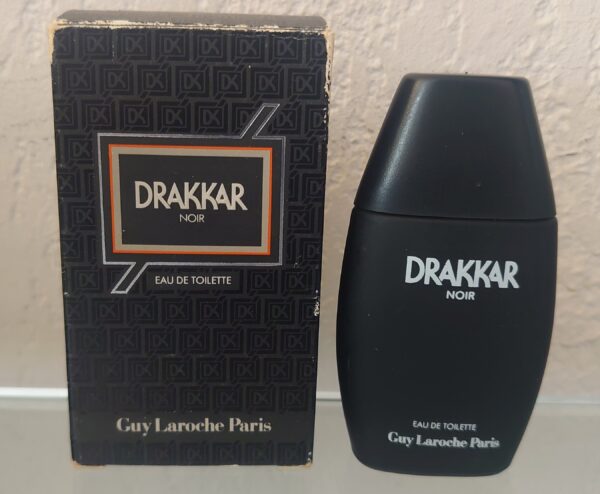 DRAKKAR
NOIR
EAU DE TOILETTE
Guy Laroche Paris
DRAKKAR
NOIR
EAU DE TOILETTE
Guy Laroche Paris